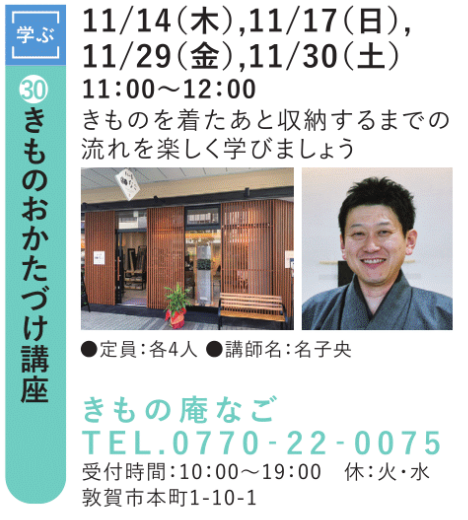 学ぶ
30
きものおかたづけ講座
11/14(木),11/17(日),
11/29(金),11/30(土)
11:00〜12:00
きものを着たあと収納するまでの
流れを楽しく学びましょう
●定員:各4人 ●講師名:名子央
きもの庵なご
TEL.0770-22-0075
受付時間:10:00〜19:00 休:火・水
敦賀市本町1-10-1